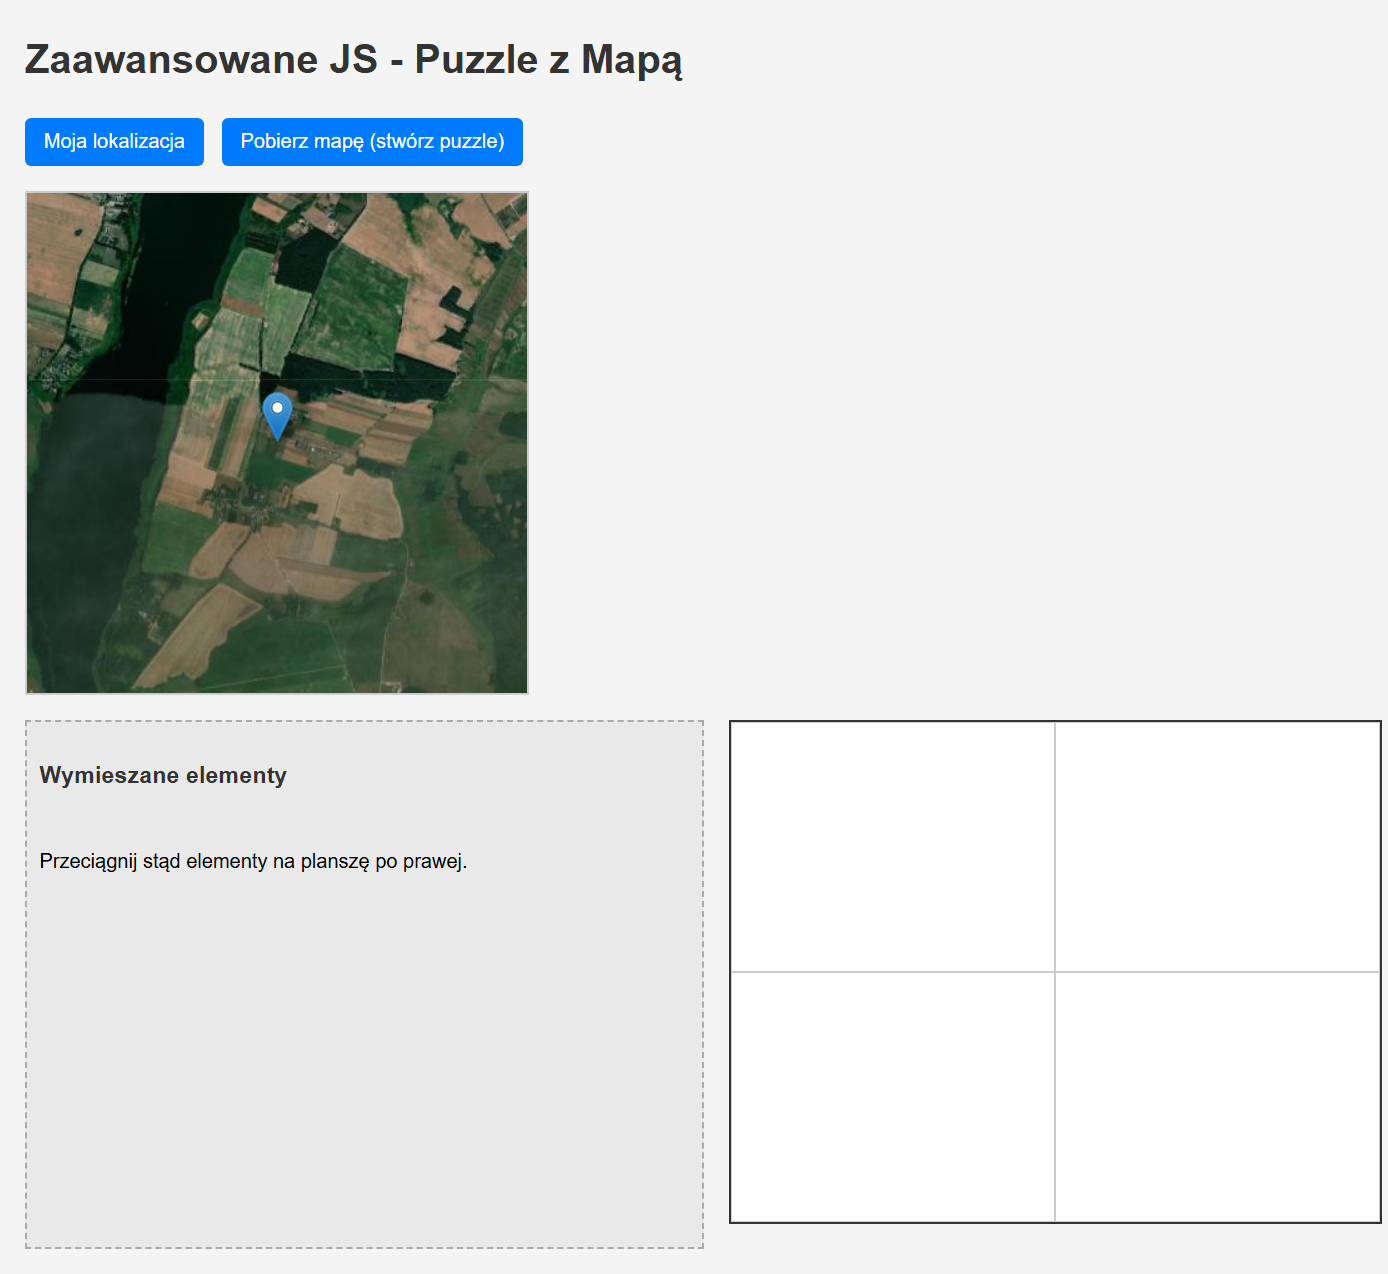 Zaawansowane JS - Puzzle z Mapą
Moja lokalizacja
Pobierz mapę (stwórz puzzle)
Wymieszane elementy
Przeciągnij stąd elementy na planszę po prawej.